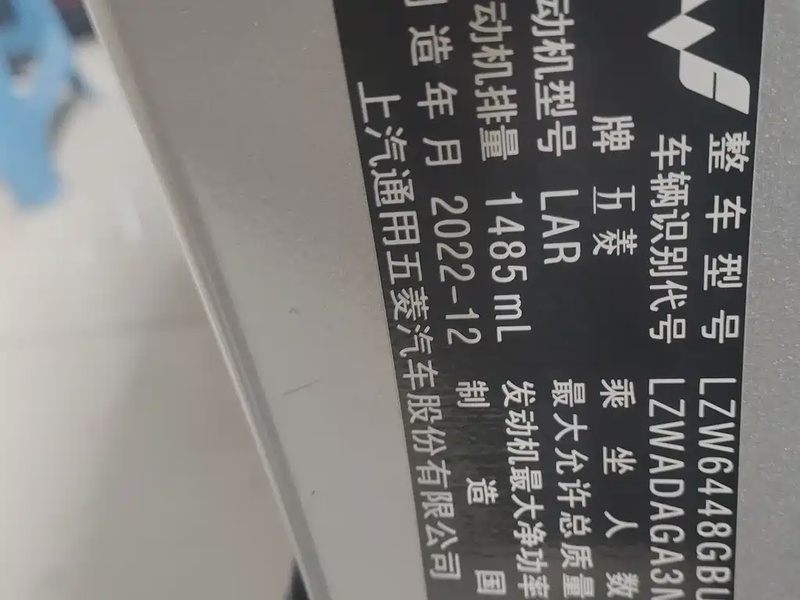 整车型号 LZW6448GBU
车辆识别代号 LZWADAGA3
牌 五菱 乘坐人数
动机型号 LAR 最大允许总质量
动机排量 1485mL 发动机最大净功率
造年月 2022-12 制造国
上汽通用五菱汽车股份有限公司